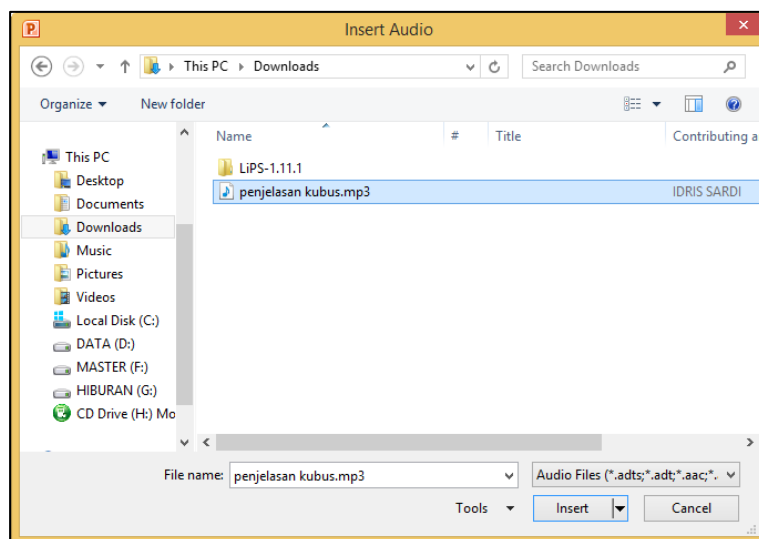 Insert Audio
This PC Downloads Search Downloads
Organize New folder
Name # Title Contributing a
This PC
Desktop
Documents
Downloads
Music
Pictures
Videos
Local Disk (C:)
DATA (D:)
MASTER (F:)
HIBURAN (G:)
CD Drive (H:) Mo
LiPS-1.11.1
penjelasan kubus.mp3 IDRIS SARDI
File name: penjelasan kubus.mp3 Audio Files (*.adts;*.adt;*.aac;*.
Tools Insert Cancel